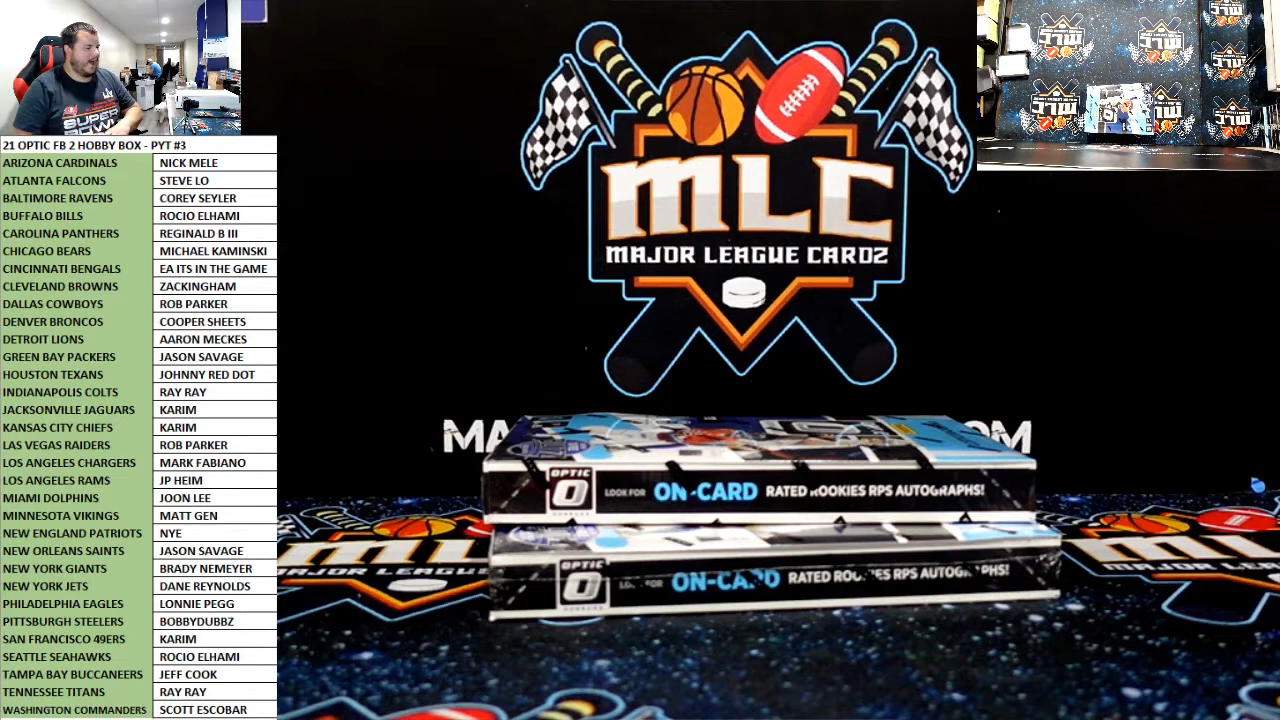 21 OPTIC FB 2 HOBBY BOX - PYT #3
ARIZONA CARDINALS NICK MELE
ATLANTA FALCONS STEVE LO
BALTIMORE RAVENS COREY SEYLER
BUFFALO BILLS ROCIO ELHAMI
CAROLINA PANTHERS REGINALD B III
CHICAGO BEARS MICHAEL KAMINSKI
CINCINNATI BENGALS EA ITS IN THE GAME
CLEVELAND BROWNS ZACKINGHAM
DALLAS COWBOYS ROB PARKER
DENVER BRONCOS COOPER SHEETS
DETROIT LIONS AARON MECKES
GREEN BAY PACKERS JASON SAVAGE
HOUSTON TEXANS JOHNNY RED DOT
INDIANAPOLIS COLTS RAY RAY
JACKSONVILLE JAGUARS KARIM
KANSAS CITY CHIEFS KARIM
LAS VEGAS RAIDERS ROB PARKER
LOS ANGELES CHARGERS MARK FABIANO
LOS ANGELES RAMS JP HEIM
MIAMI DOLPHINS JOON LEE
MINNESOTA VIKINGS MATT GEN
NEW ENGLAND PATRIOTS NYE
NEW ORLEANS SAINTS JASON SAVAGE
NEW YORK GIANTS BRADY NEMEYER
NEW YORK JETS DANE REYNOLDS
PHILADELPHIA EAGLES LONNIE PEGG
PITTSBURGH STEELERS BOBBYDUBBZ
SAN FRANCISCO 49ERS KARIM
SEATTLE SEAHAWKS ROCIO ELHAMI
TAMPA BAY BUCCANEERS JEFF COOK
TENNESSEE TITANS RAY RAY
WASHINGTON COMMANDERS SCOTT ESCOBAR
SUPER BOWL
MLC
MAJOR LEAGUE CARDZ
OPTIC
LOOK FOR ON-CARD RATED ROOKIES RPS AUTOGRAPHS!
OPTIC
LOOK FOR ON-CARD RATED ROOKIES RPS AUTOGRAPHS!
MAJOR LEAGUE
MAJOR LEAGUE